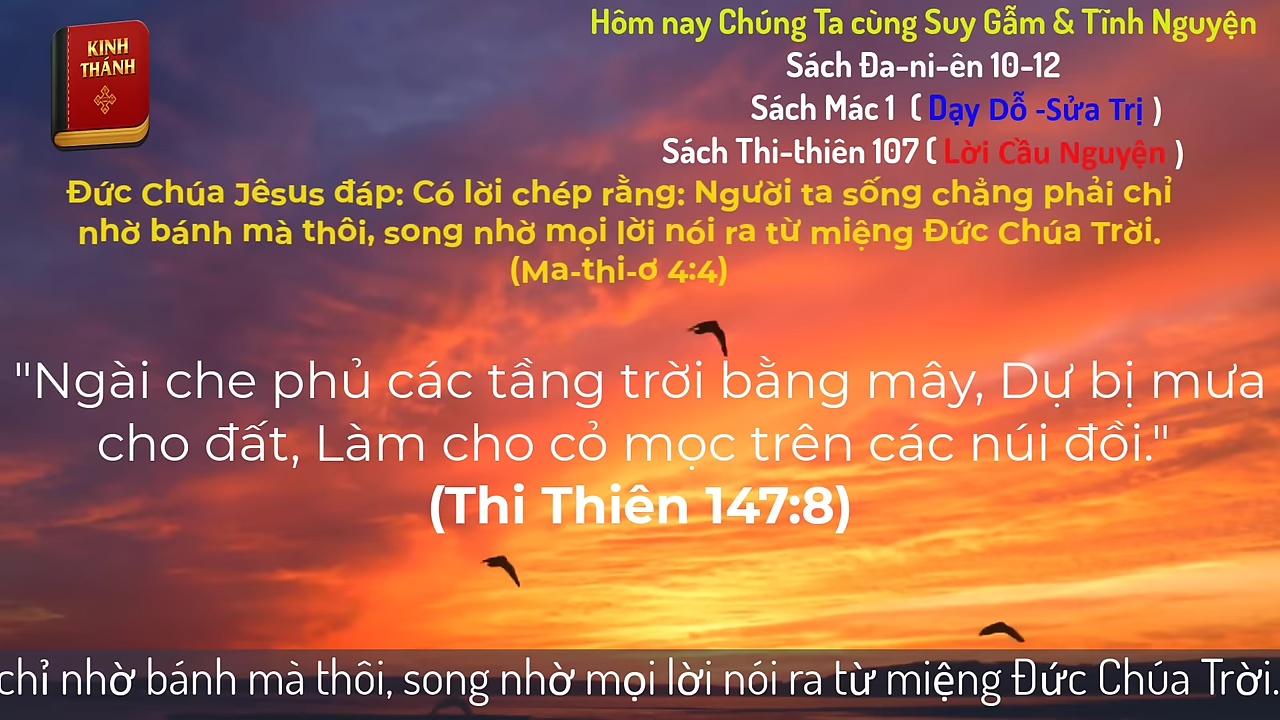 KINH
THÁNH
Hôm nay Chúng Ta cùng Suy Gẫm & Tĩnh Nguyện
Sách Đa-ni-ên 10-12
Sách Mác 1 ( Dạy Dỗ -Sửa Trị )
Sách Thi-thiên 107 ( Lời Cầu Nguyện )
Đức Chúa Jêsus đáp: Có lời chép rằng: Người ta sống chẳng phải chỉ
nhờ bánh mà thôi, song nhờ mọi lời nói ra từ miệng Đức Chúa Trời.
(Ma-thi-ơ 4:4)
"Ngài che phủ các tầng trời bằng mây, Dự bị mưa
cho đất, Làm cho cỏ mọc trên các núi đồi."
(Thi Thiên 147:8)
chỉ nhờ bánh mà thôi, song nhờ mọi lời nói ra từ miệng Đức Chúa Trời.